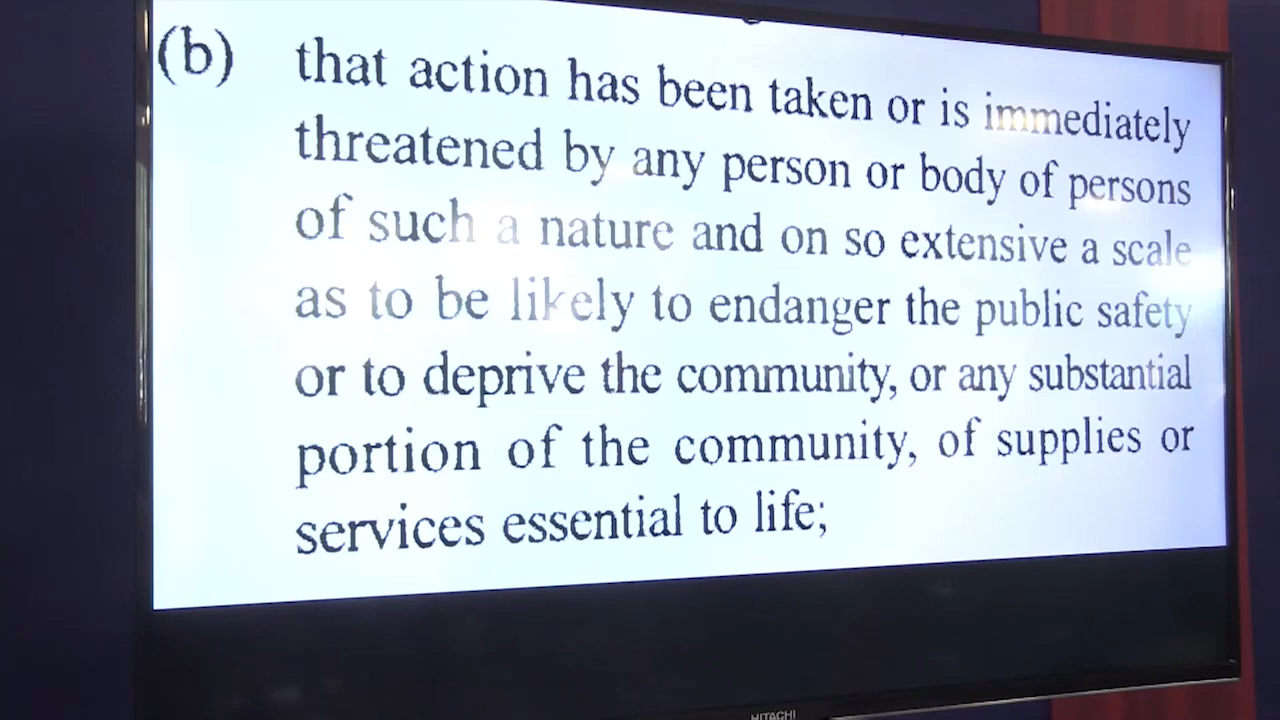 (b) that action has been taken or is immediately
threatened by any person or body of persons
of such a nature and on so extensive a scale
as to be likely to endanger the public safety
or to deprive the community, or any substantial
portion of the community, of supplies or
services essential to life;
HITACHI